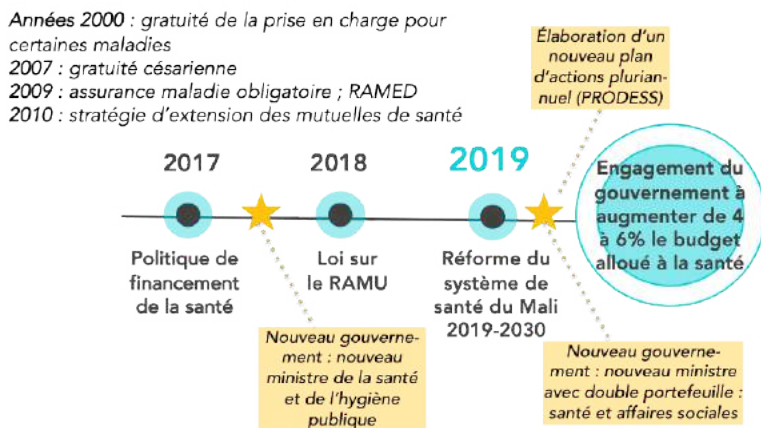 Années 2000 : gratuité de la prise en charge pour
certaines maladies
2007 : gratuité césarienne
2009 : assurance maladie obligatoire ; RAMED
2010 : stratégie d'extension des mutuelles de santé
Élaboration d'un
nouveau plan
d'actions plurian-
nuel (PRODESS)
2017
2018
2019
Politique de
financement
de la santé
Loi sur
le RAMU
Réforme du
système de
santé du Mali
2019-2030
Engagement du
gouvernement à
augmenter de 4
à 6% le budget
alloué à la santé
Nouveau gouverne-
ment : nouveau
ministre de la santé
et de l'hygiène
publique
Nouveau gouverne-
ment : nouveau ministre
avec double portefeuille :
santé et affaires sociales